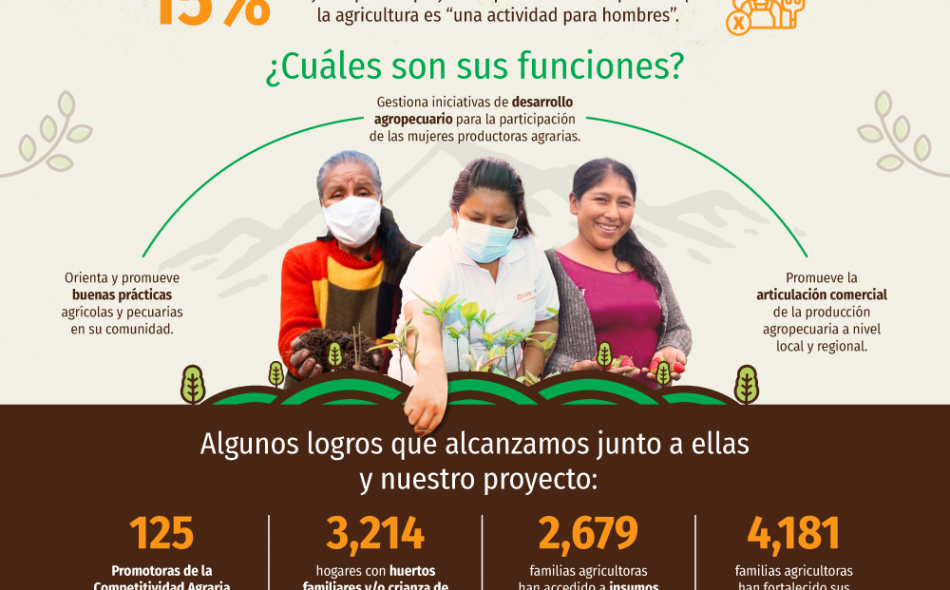 15%
la agricultura es “una actividad para hombres”.
¿Cuáles son sus funciones?
Gestiona iniciativas de desarrollo
agropecuario para la participación
de las mujeres productoras agrarias.
Orienta y promueve
buenas prácticas
agrícolas y pecuarias
en su comunidad.
Promueve la
articulación comercial
de la producción
agropecuaria a nivel
local y regional.
Algunos logros que alcanzamos junto a ellas
y nuestro proyecto:
125
Promotoras de la
Competitividad Agraria
3,214
hogares con huertos
familiares y/o crianza de
2,679
familias agricultoras
han accedido a insumos
4,181
familias agricultoras
han fortalecido sus